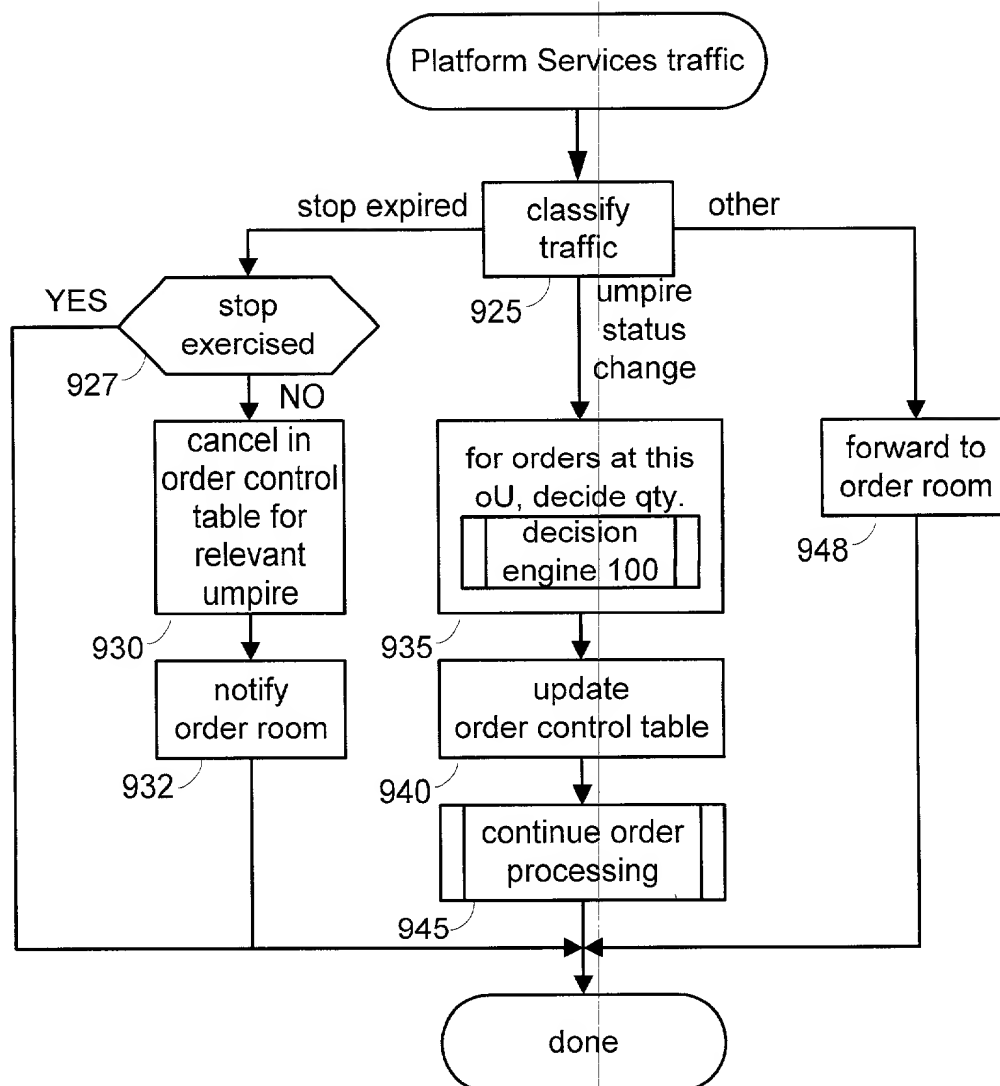 Platform Services traffic
stop expired
classify
traffic
other
925
umpire
status
change
YES
stop
exercised
927
NO
cancel in
order control
table for
relevant
umpire
930
for orders at this
oU, decide qty.
decision
engine 100
935
forward to
order room
948
notify
order room
932
update
order control table
940
continue order
processing
945
done